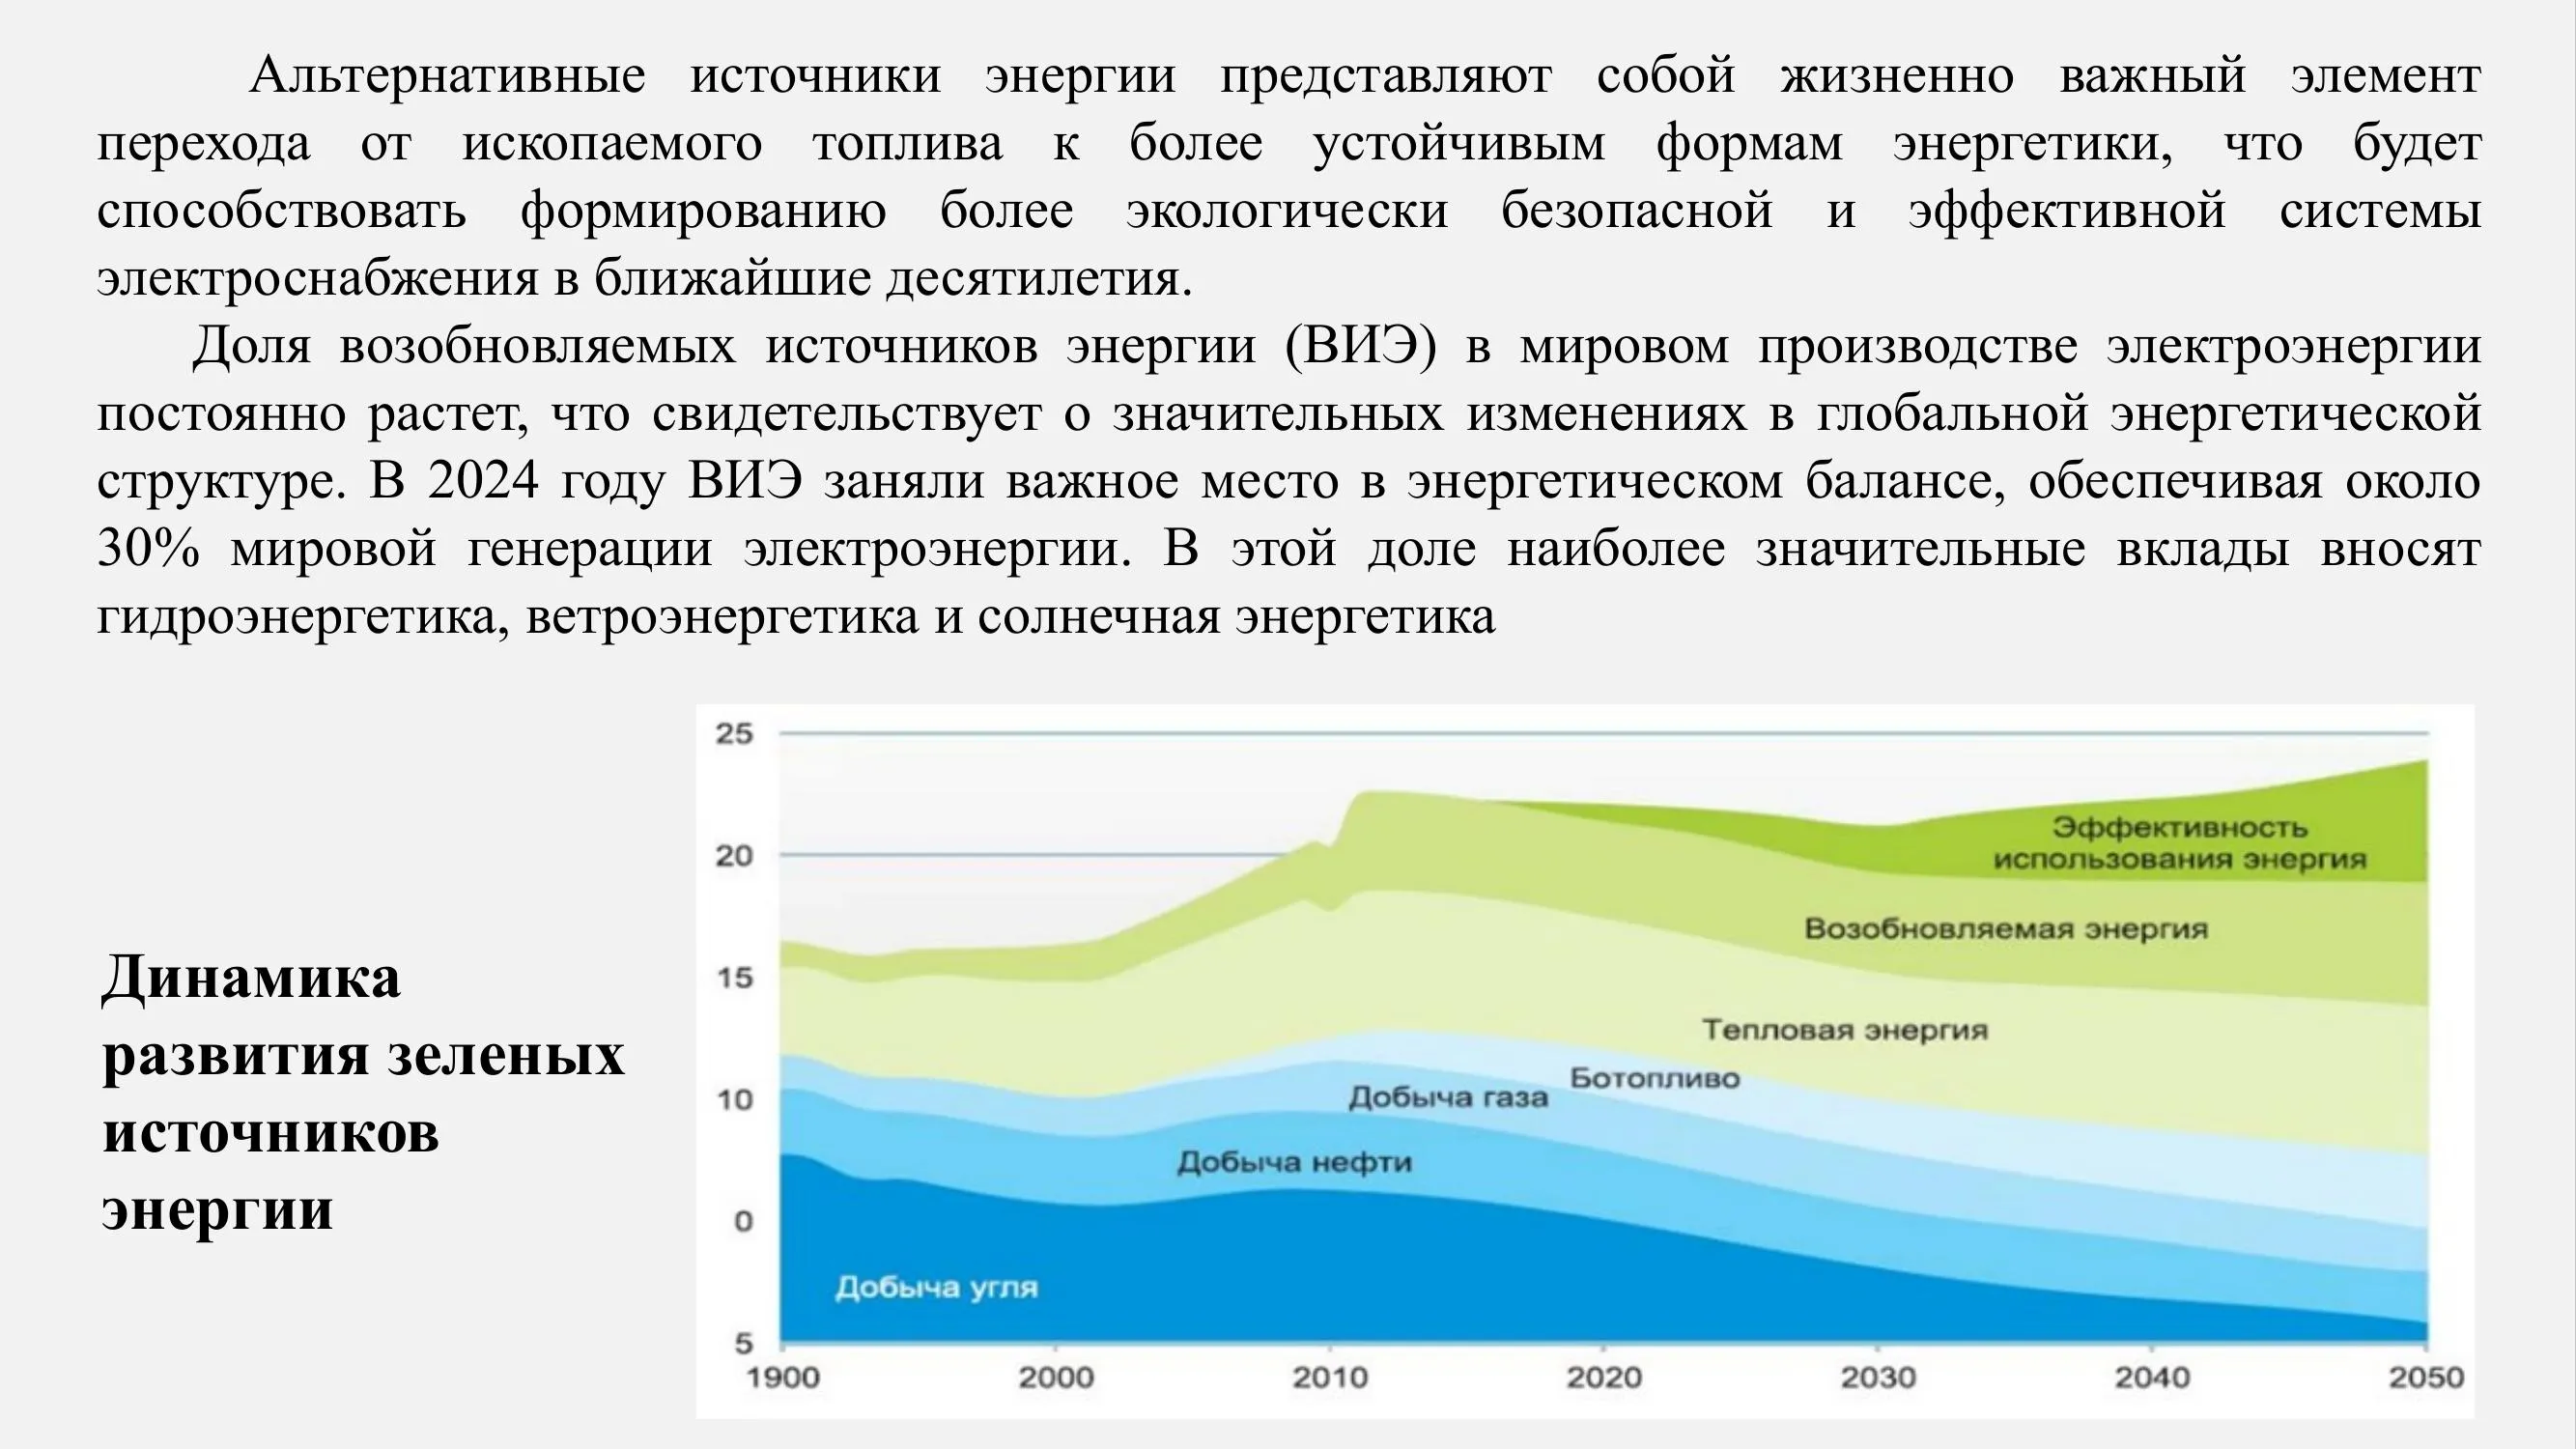 Альтернативные источники энергии представляют собой жизненно важный элемент
перехода от ископаемого топлива к более устойчивым формам энергетики, что будет
способствовать формированию более экологически безопасной и эффективной системы
электроснабжения в ближайшие десятилетия.
Доля возобновляемых источников энергии (ВИЭ) в мировом производстве электроэнергии
постоянно растет, что свидетельствует о значительных изменениях в глобальной энергетической
структуре. В 2024 году ВИЭ заняли важное место в энергетическом балансе, обеспечивая около
30% мировой генерации электроэнергии. В этой доле наиболее значительные вклады вносят
гидроэнергетика, ветроэнергетика и солнечная энергетика
Динамика
развития зеленых
источников
энергии
25
20
15
10
0
5
Эффективность
использования энергия
Возобновляемая энергия
Тепловая энергия
Ботопливо
Добыча газа
Добыча нефти
Добыча угля
1900 2000 2010 2020 2030 2040 2050